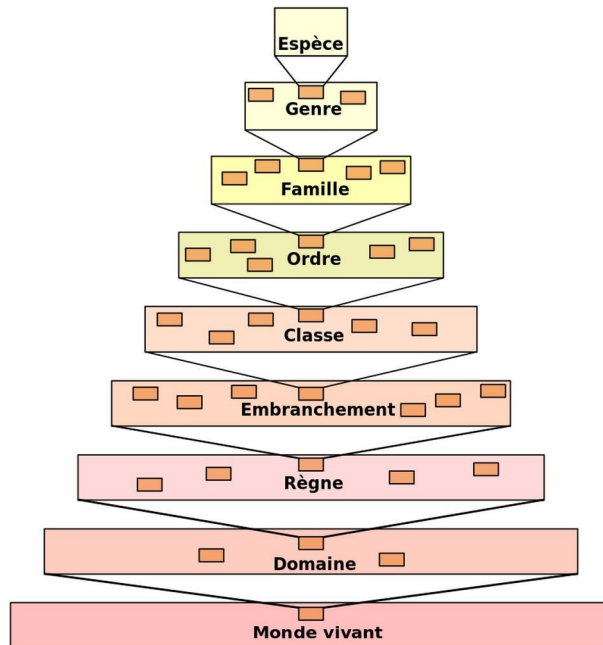 Espèce
Genre
Famille
Ordre
Classe
Embranchement
Règne
Domaine
Monde vivant